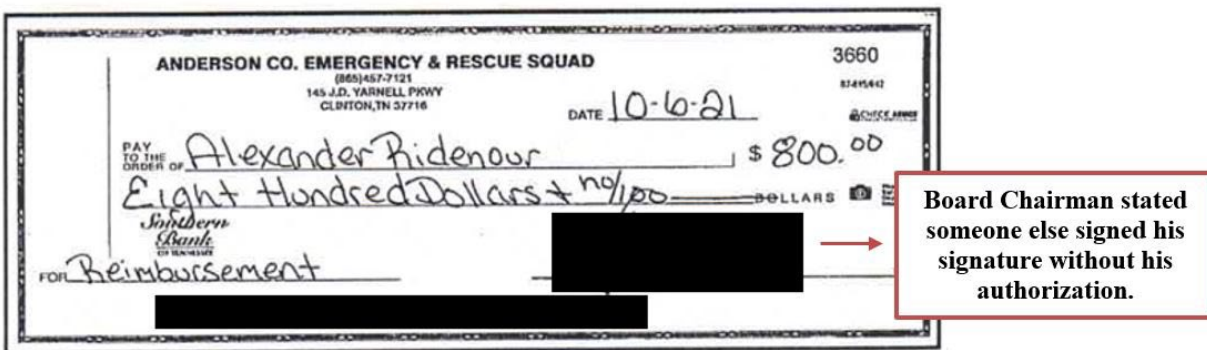 ANDERSON CO. EMERGENCY & RESCUE SQUAD
3660
(865)457-7121
145 J.D. YARNELL PKWY
CLINTON, TN 37716
DATE 10-6-21
PAY TO THE ORDER OF Alexander Ridenour $ 800.00
Eight Hundred Dollars + no/100 DOLLARS
Southern
Bank
OF TENNESSEE
FOR Reimbursement
Board Chairman stated
someone else signed his
signature without his
authorization.